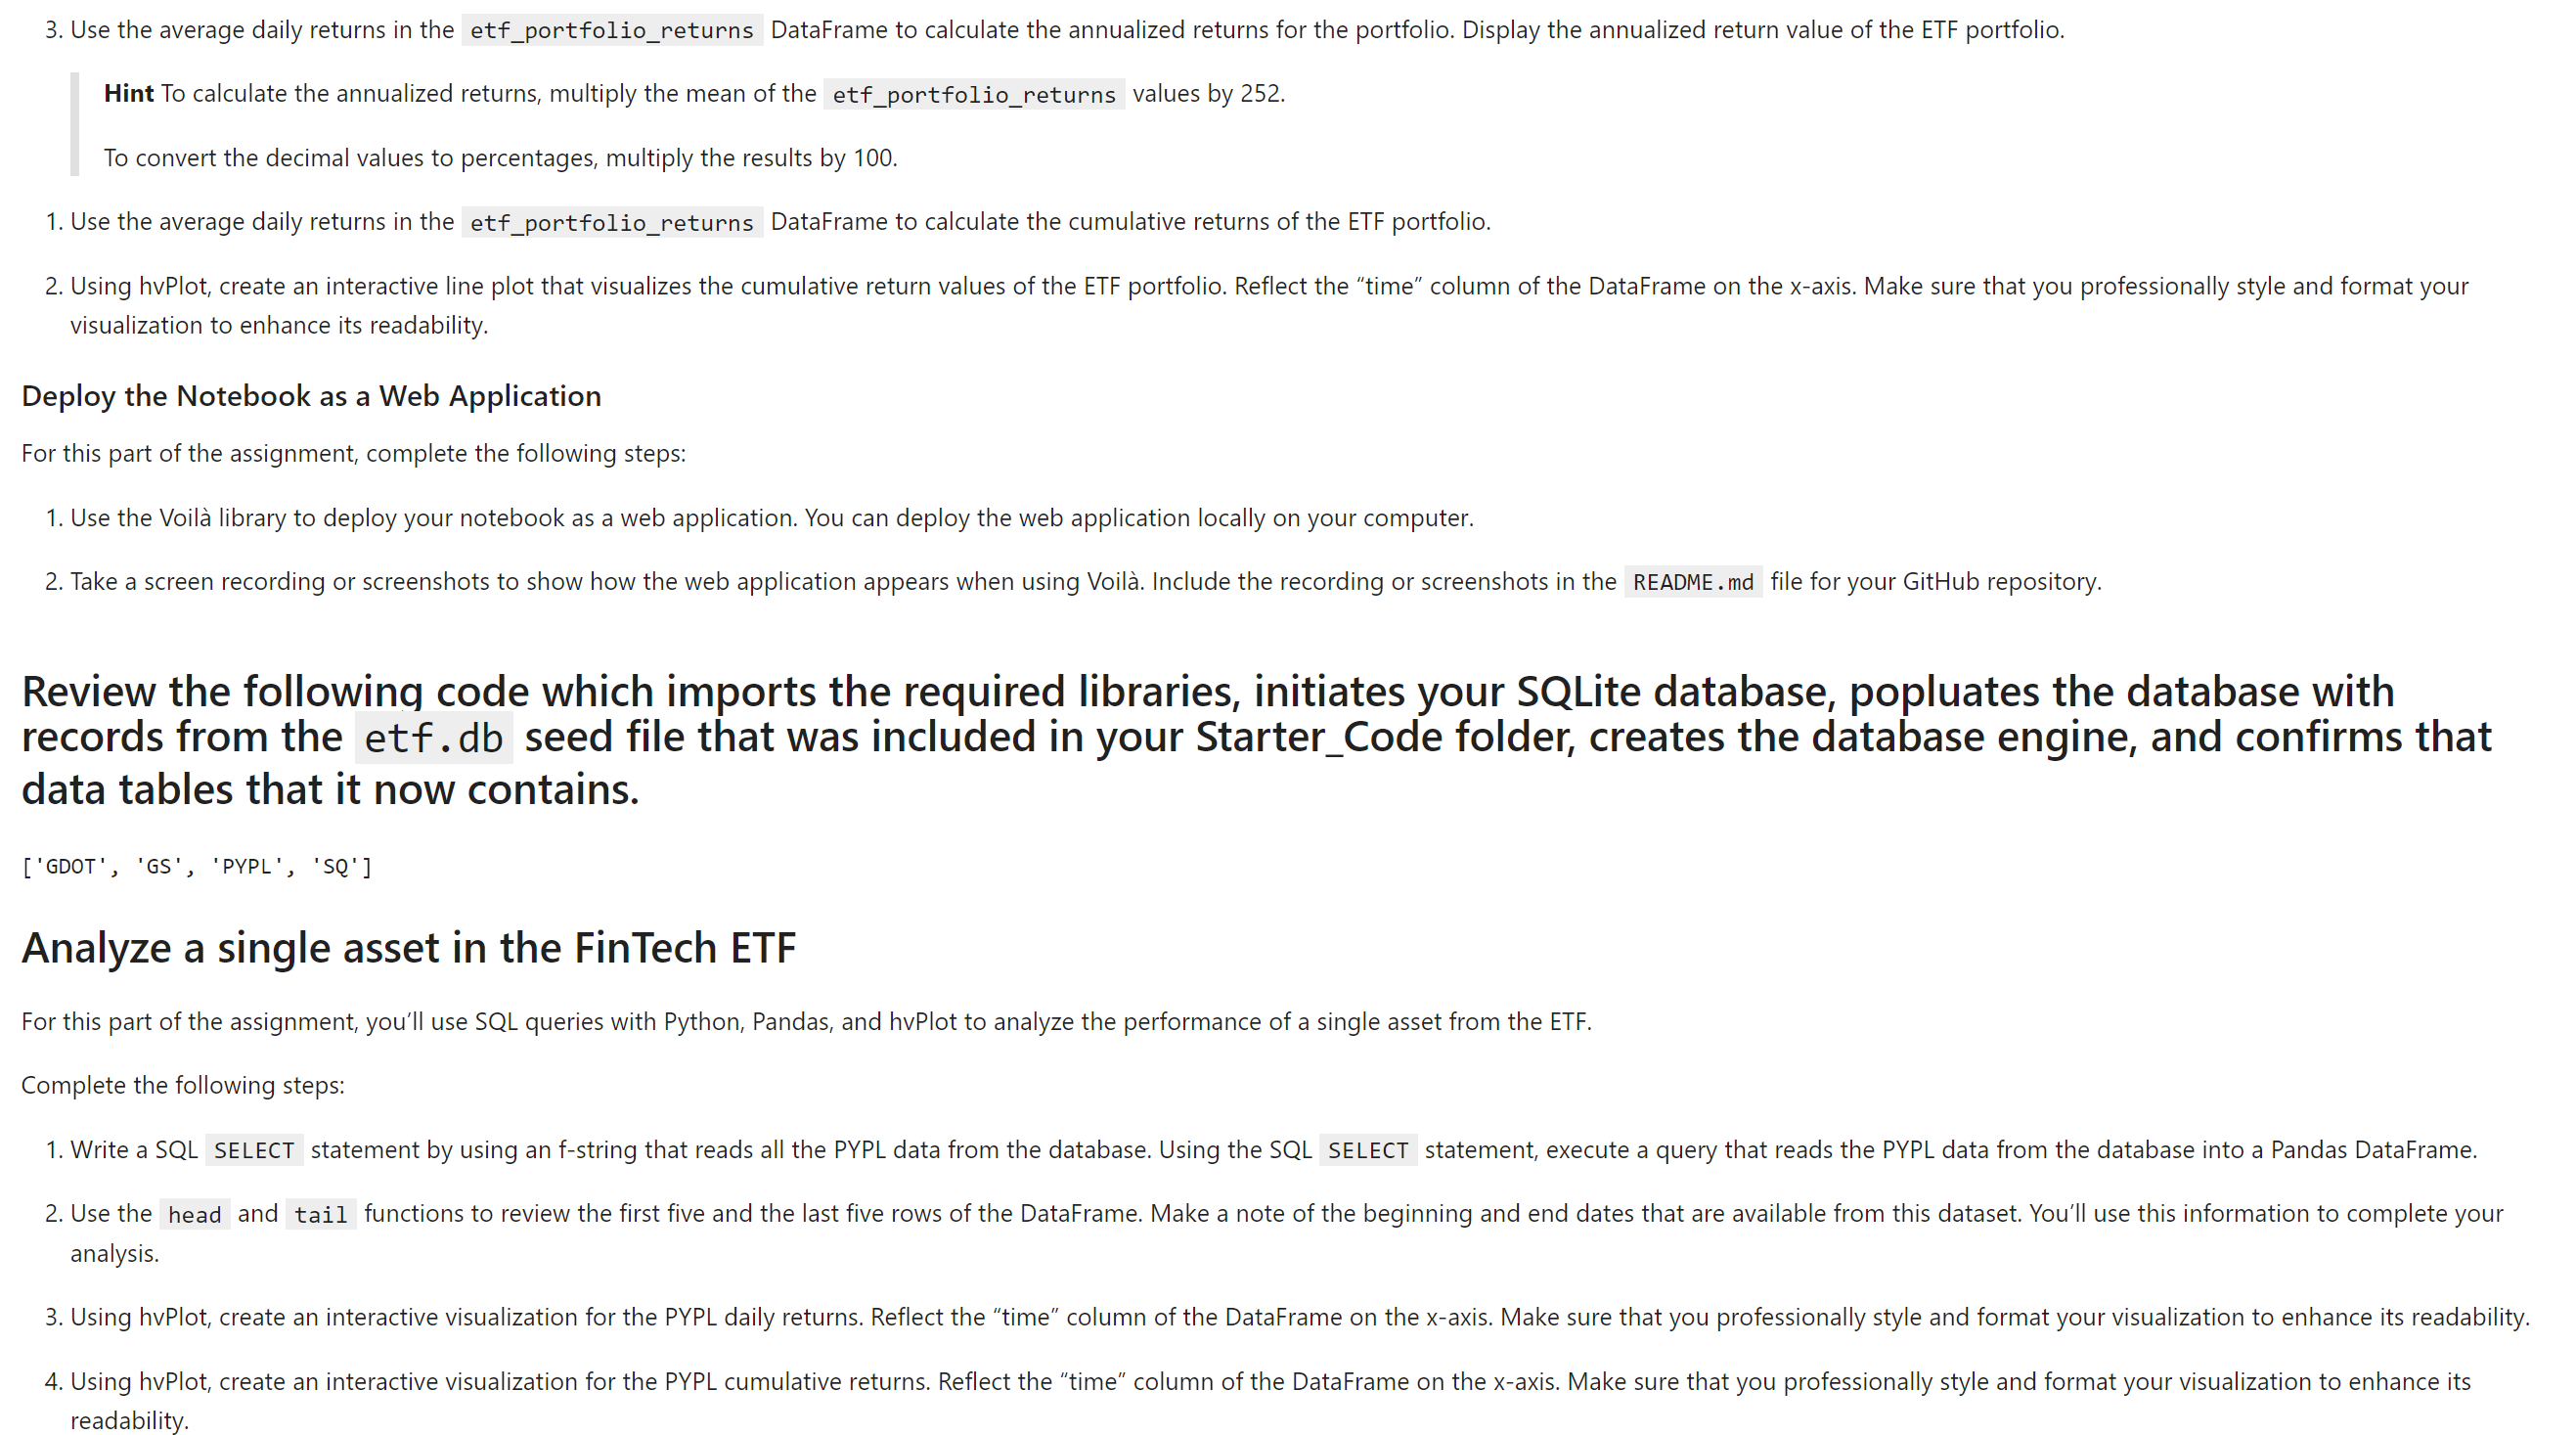 3. Use the average daily returns in the etf_portfolio_returns DataFrame to calculate the annualized returns for the portfolio. Display the annualized return value of the ETF portfolio.
Hint To calculate the annualized returns, multiply the mean of the etf_portfolio_returns values by 252.
To convert the decimal values to percentages, multiply the results by 100.
1. Use the average daily returns in the etf_portfolio_returns DataFrame to calculate the cumulative returns of the ETF portfolio.
2. Using hvPlot, create an interactive line plot that visualizes the cumulative return values of the ETF portfolio. Reflect the “time” column of the DataFrame on the x-axis. Make sure that you professionally style and format your
visualization to enhance its readability.
Deploy the Notebook as a Web Application
For this part of the assignment, complete the following steps:
1. Use the Voilà library to deploy your notebook as a web application. You can deploy the web application locally on your computer.
2. Take a screen recording or screenshots to show how the web application appears when using Voilà. Include the recording or screenshots in the README.md file for your GitHub repository.
Review the following code which imports the required libraries, initiates your SQLite database, popluates the database with
records from the etf.db seed file that was included in your Starter_Code folder, creates the database engine, and confirms that
data tables that it now contains.
['GDOT', 'GS', 'PYPL', 'SQ']
Analyze a single asset in the FinTech ETF
For this part of the assignment, you’ll use SQL queries with Python, Pandas, and hvPlot to analyze the performance of a single asset from the ETF.
Complete the following steps:
1. Write a SQL SELECT statement by using an f-string that reads all the PYPL data from the database. Using the SQL SELECT statement, execute a query that reads the PYPL data from the database into a Pandas DataFrame.
2. Use the head and tail functions to review the first five and the last five rows of the DataFrame. Make a note of the beginning and end dates that are available from this dataset. You’ll use this information to complete your
analysis.
3. Using hvPlot, create an interactive visualization for the PYPL daily returns. Reflect the “time” column of the DataFrame on the x-axis. Make sure that you professionally style and format your visualization to enhance its readability.
4. Using hvPlot, create an interactive visualization for the PYPL cumulative returns. Reflect the “time” column of the DataFrame on the x-axis. Make sure that you professionally style and format your visualization to enhance its
readability.